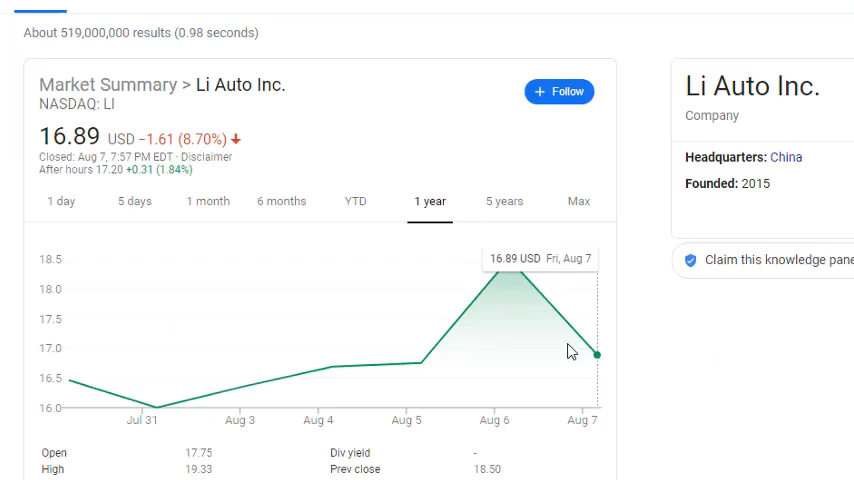 About 519,000,000 results (0.98 seconds)
Market Summary > Li Auto Inc.
NASDAQ: LI
+ Follow
16.89 USD −1.61 (8.70%)
Closed: Aug 7, 7:57 PM EDT · Disclaimer
After hours 17.20 +0.31 (1.84%)
1 day 5 days 1 month 6 months YTD 1 year 5 years Max
16.89 USD Fri, Aug 7
18.5
18.0
17.5
17.0
16.5
16.0
Jul 31 Aug 3 Aug 4 Aug 5 Aug 6 Aug 7
Open 17.75 Div yield -
High 19.33 Prev close 18.50
Li Auto Inc.
Company
Headquarters: China
Founded: 2015
Claim this knowledge pane